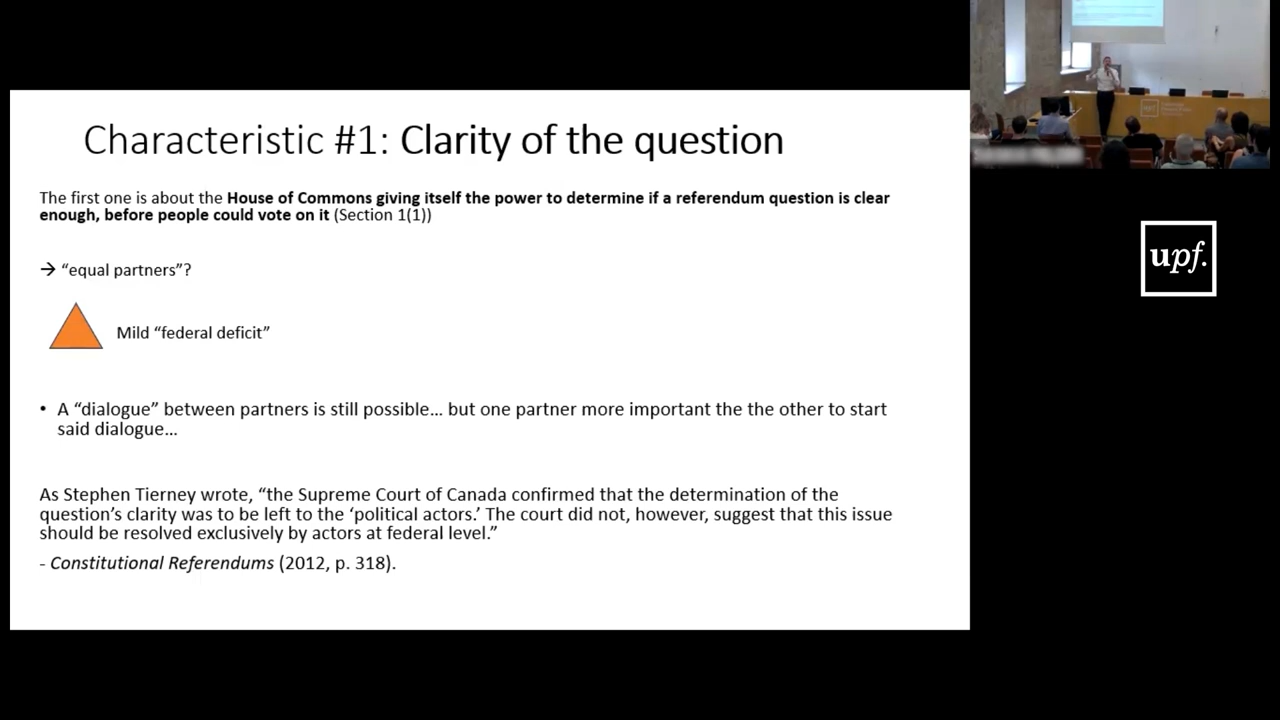 Characteristic #1: Clarity of the question
The first one is about the House of Commons giving itself the power to determine if a referendum question is clear
enough, before people could vote on it (Section 1(1))
→ “equal partners”?
Mild “federal deficit”
• A “dialogue” between partners is still possible… but one partner more important the the other to start
said dialogue…
As Stephen Tierney wrote, “the Supreme Court of Canada confirmed that the determination of the
question’s clarity was to be left to the ‘political actors.’ The court did not, however, suggest that this issue
should be resolved exclusively by actors at federal level.”
- Constitutional Referendums (2012, p. 318).
upf.
upf.